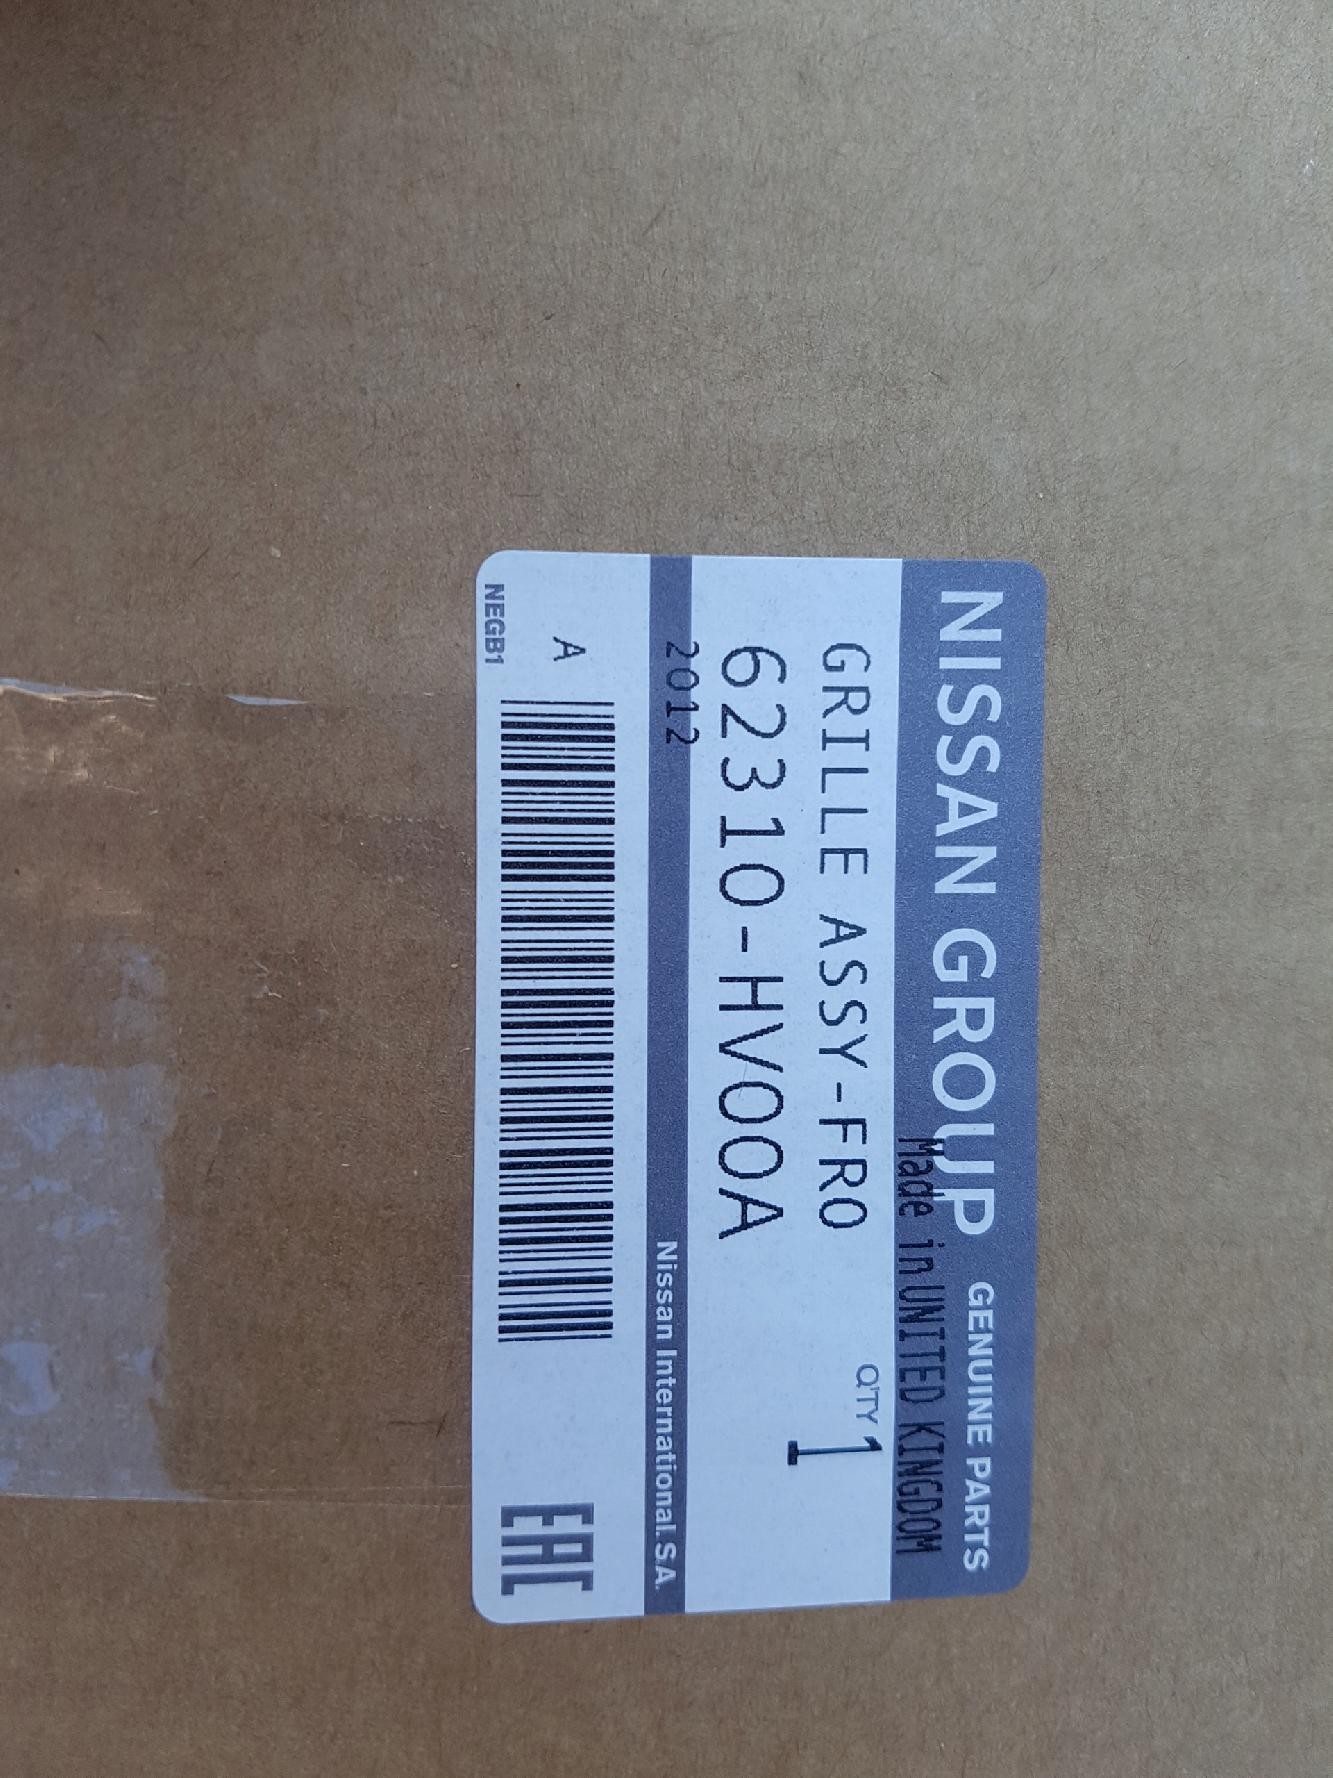 NISSAN GROUP GENUINE PARTS
Made in UNITED KINGDOM
GRILLE ASSY-FRO
QTY 1
62310-HV00A
2012
Nissan International. S.A.
A
EAC
NEGB1